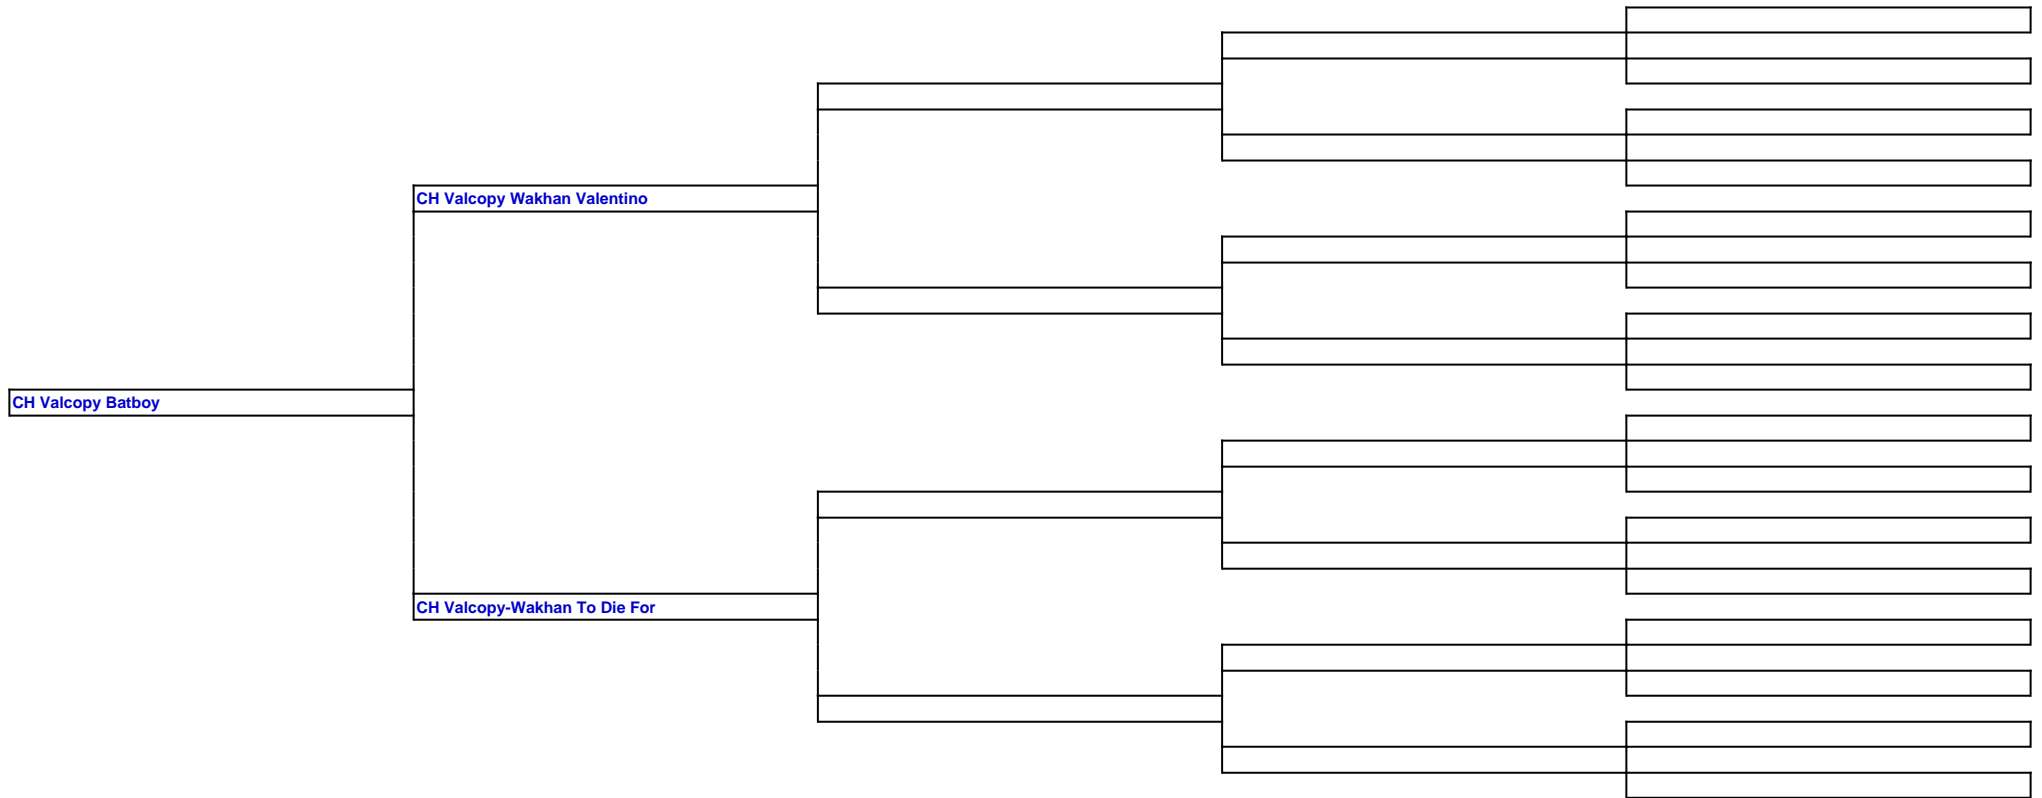 CH Valcopy Wakhan Valentino
CH Valcopy Batboy
CH Valcopy-Wakhan To Die For